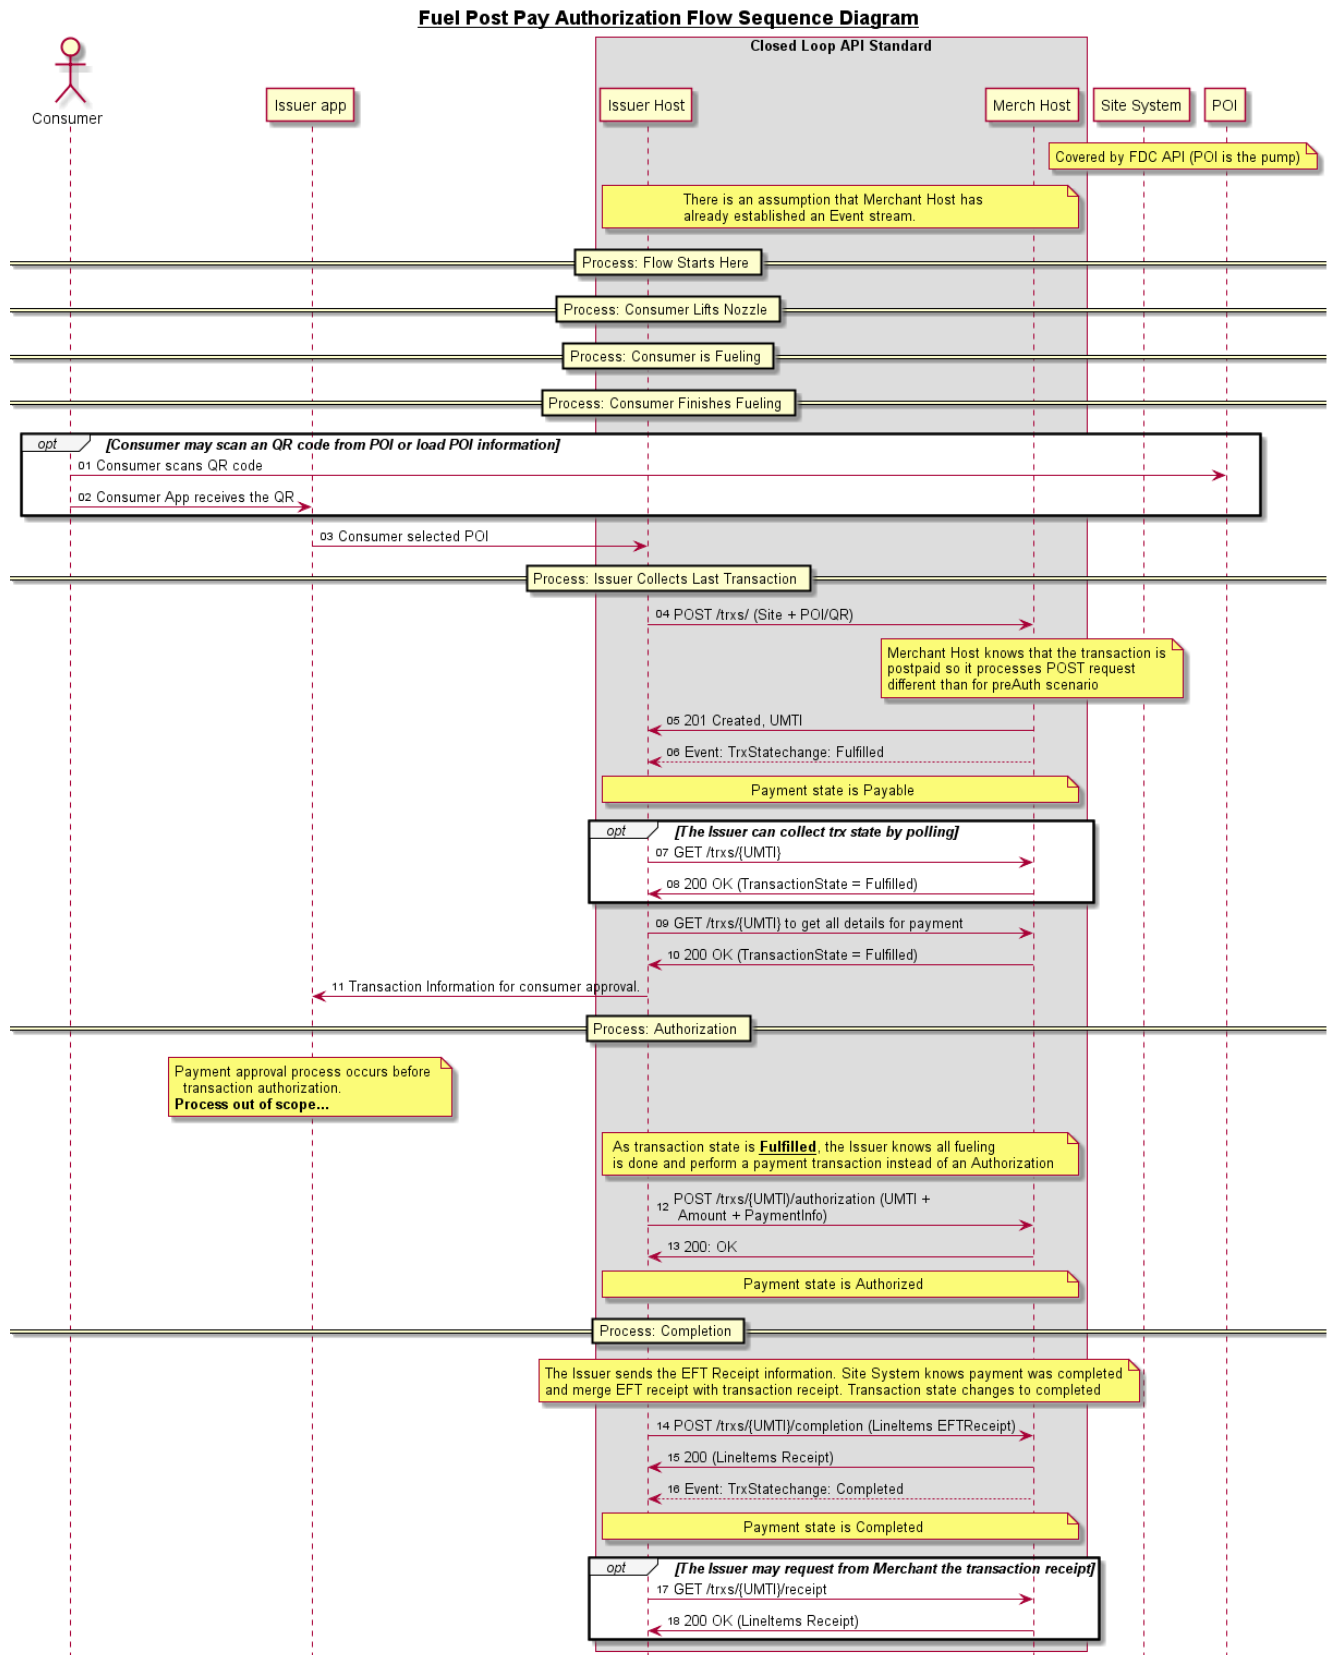 Fuel Post Pay Authorization Flow Sequence Diagram
Closed Loop API Standard
Consumer
Issuer app
Issuer Host
Merch Host
Site System
POI
Covered by FDC API (POI is the pump)
There is an assumption that Merchant Host has
already established an Event stream.
Process: Flow Starts Here
Process: Consumer Lifts Nozzle
Process: Consumer is Fueling
Process: Consumer Finishes Fueling
opt [Consumer may scan an QR code from POI or load POI information]
01 Consumer scans QR code
02 Consumer App receives the QR
03 Consumer selected POI
Process: Issuer Collects Last Transaction
04 POST /trxs/ (Site + POI/QR)
Merchant Host knows that the transaction is
postpaid so it processes POST request
different than for preAuth scenario
05 201 Created, UMTI
06 Event: TrxStatechange: Fulfilled
Payment state is Payable
opt [The Issuer can collect trx state by polling]
07 GET /trxs/{UMTI}
08 200 OK (TransactionState = Fulfilled)
09 GET /trxs/{UMTI} to get all details for payment
10 200 OK (TransactionState = Fulfilled)
11 Transaction Information for consumer approval.
Process: Authorization
Payment approval process occurs before
transaction authorization.
Process out of scope...
As transaction state is Fulfilled, the Issuer knows all fueling
is done and perform a payment transaction instead of an Authorization
12 POST /trxs/{UMTI)/authorization (UMTI +
Amount + PaymentInfo)
13 200: OK
Payment state is Authorized
Process: Completion
The Issuer sends the EFT Receipt information. Site System knows payment was completed
and merge EFT receipt with transaction receipt. Transaction state changes to completed
14 POST /trxs/{UMTI}/completion (LineItems EFTReceipt)
15 200 (LineItems Receipt)
16 Event: TrxStatechange: Completed
Payment state is Completed
opt [The Issuer may request from Merchant the transaction receipt]
17 GET /trxs/{UMTI}/receipt
18 200 OK (LineItems Receipt)